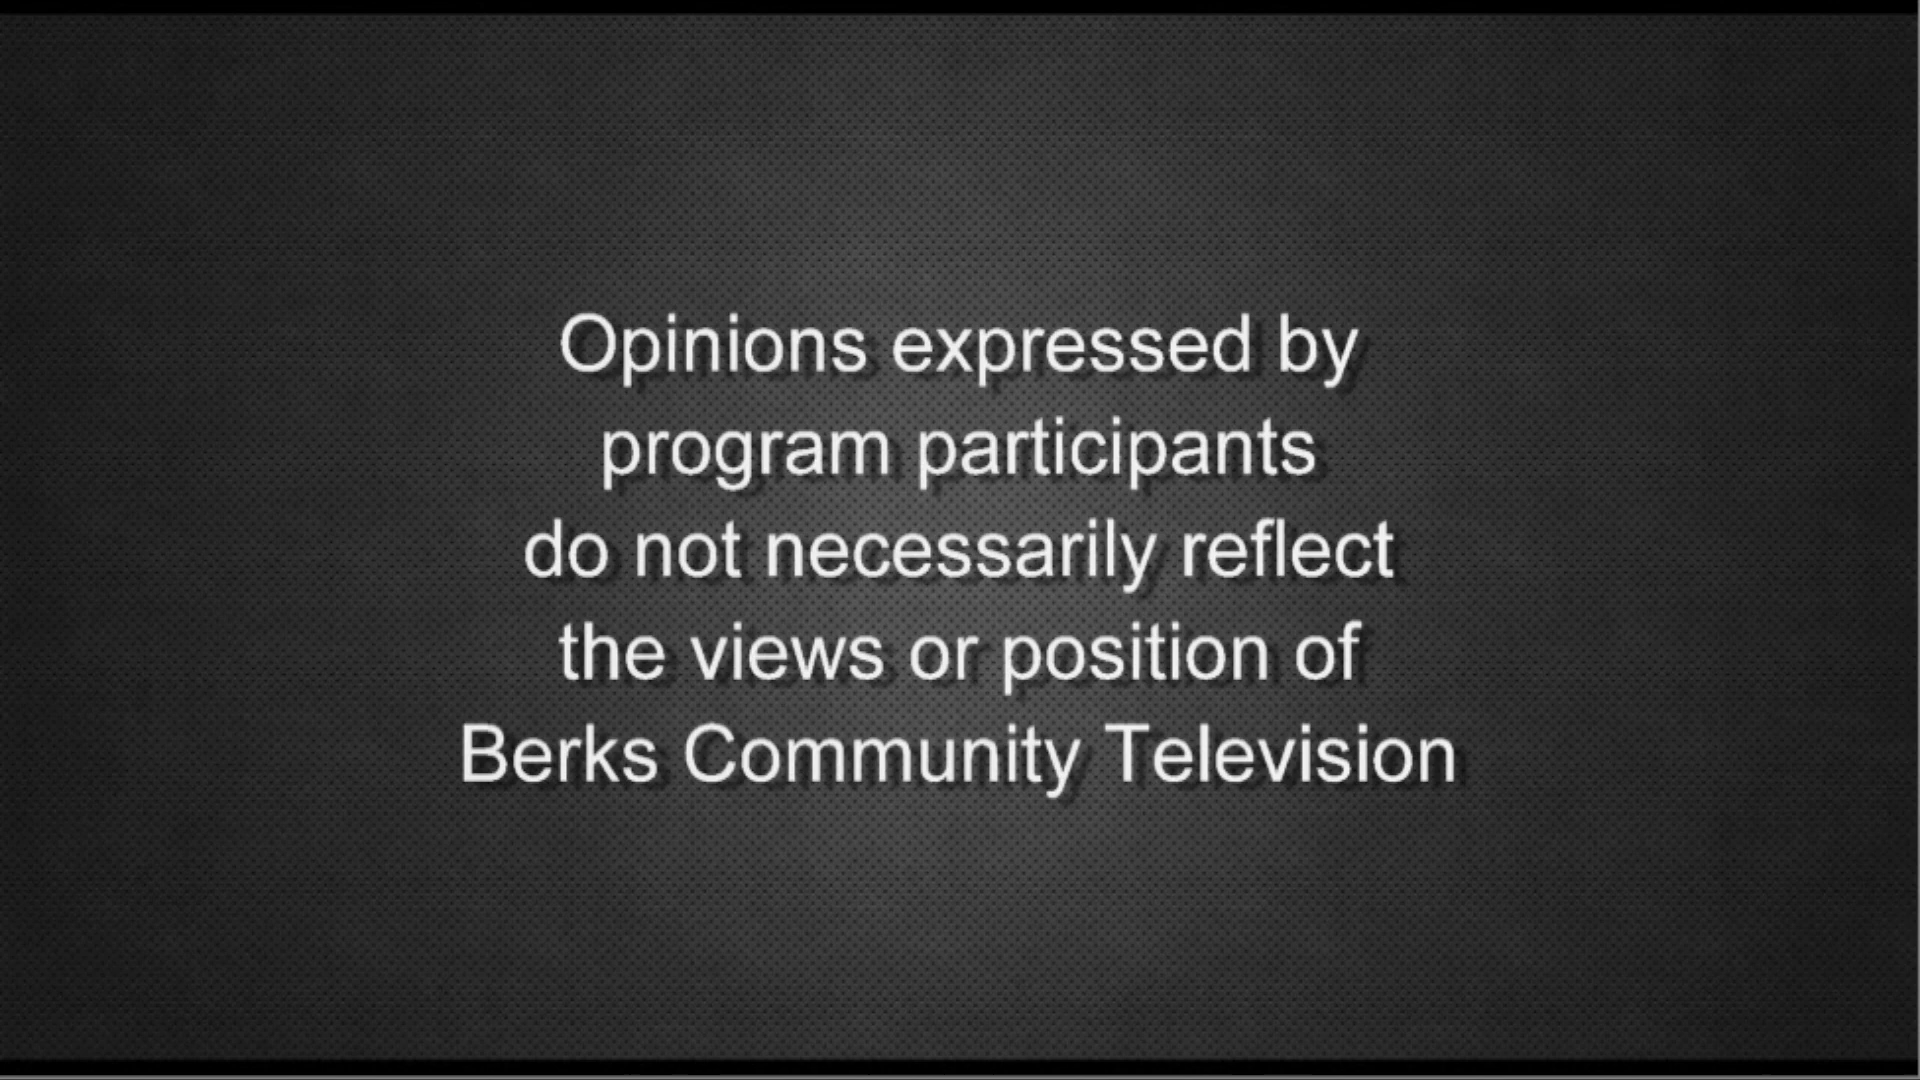 Opinions expressed by
program participants
do not necessarily reflect
the views or position of
Berks Community Television